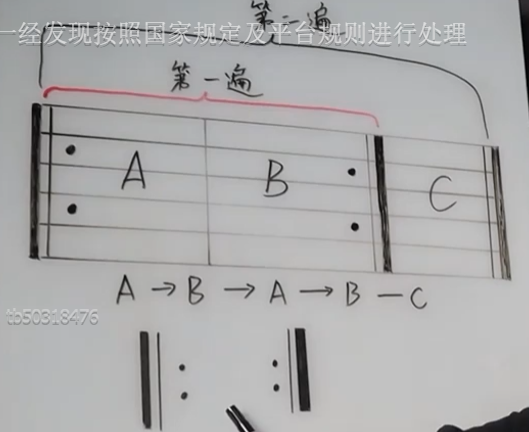 第二遍
一经发现按照国家规定及平台规则进行处理
第一遍
A B C
A → B → A → B — C
tb50318476